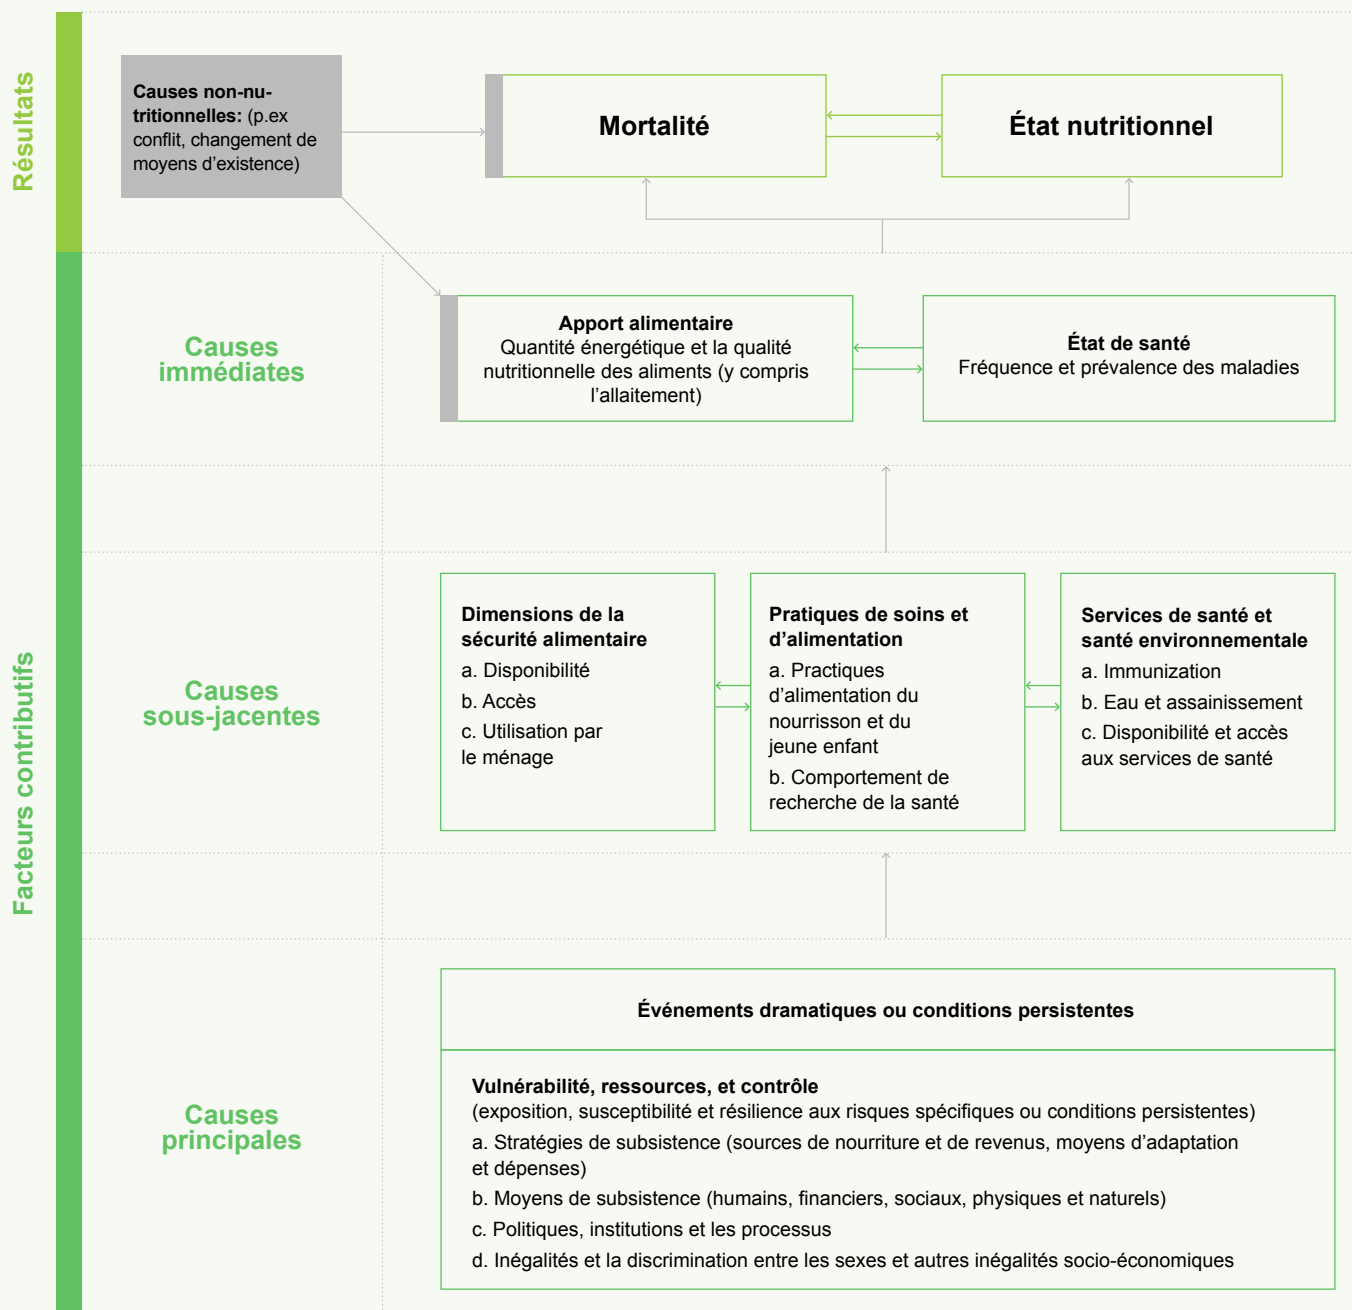 Résultats
Causes non-nu-
tritionnelles: (p.ex
conflit, changement de
moyens d'existence)
Mortalité
État nutritionnel
Facteurs contributifs
Causes
immédiates
Apport alimentaire
Quantité énergétique et la qualité
nutritionnelle des aliments (y compris
l'allaitement)
État de santé
Fréquence et prévalence des maladies
Causes
sous-jacentes
Dimensions de la
sécurité alimentaire
a. Disponibilité
b. Accès
c. Utilisation par
le ménage
Pratiques de soins et
d'alimentation
a. Practiques
d'alimentation du
nourrisson et du
jeune enfant
b. Comportement de
recherche de la santé
Services de santé et
santé environnementale
a. Immunization
b. Eau et assainissement
c. Disponibilité et accès
aux services de santé
Causes
principales
Événements dramatiques ou conditions persistentes
Vulnérabilité, ressources, et contrôle
(exposition, susceptibilité et résilience aux risques spécifiques ou conditions persistentes)
a. Stratégies de subsistence (sources de nourriture et de revenus, moyens d'adaptation
et dépenses)
b. Moyens de subsistence (humains, financiers, sociaux, physiques et naturels)
c. Politiques, institutions et les processus
d. Inégalités et la discrimination entre les sexes et autres inégalités socio-économiques